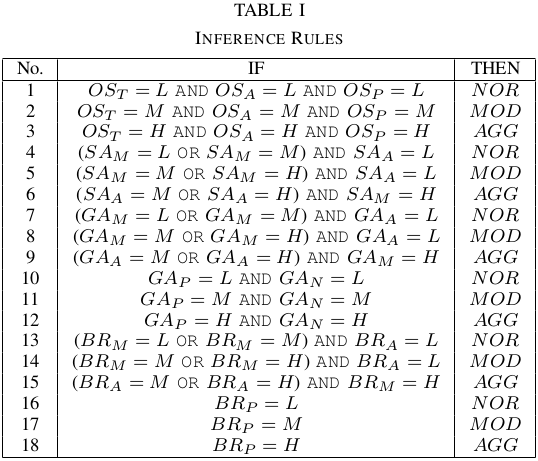 TABLE I
INFERENCE RULES
No. IF THEN
1 OS_T = L AND OS_A = L AND OS_P = L NOR
2 OS_T = M AND OS_A = M AND OS_P = M MOD
3 OS_T = H AND OS_A = H AND OS_P = H AGG
4 (SA_M = L OR SA_M = M) AND SA_A = L NOR
5 (SA_M = M OR SA_M = H) AND SA_A = L MOD
6 (SA_A = M OR SA_A = H) AND SA_M = H AGG
7 (GA_M = L OR GA_M = M) AND GA_A = L NOR
8 (GA_M = M OR GA_M = H) AND GA_A = L MOD
9 (GA_A = M OR GA_A = H) AND GA_M = H AGG
10 GA_P = L AND GA_N = L NOR
11 GA_P = M AND GA_N = M MOD
12 GA_P = H AND GA_N = H AGG
13 (BR_M = L OR BR_M = M) AND BR_A = L NOR
14 (BR_M = M OR BR_M = H) AND BR_A = L MOD
15 (BR_A = M OR BR_A = H) AND BR_M = H AGG
16 BR_P = L NOR
17 BR_P = M MOD
18 BR_P = H AGG